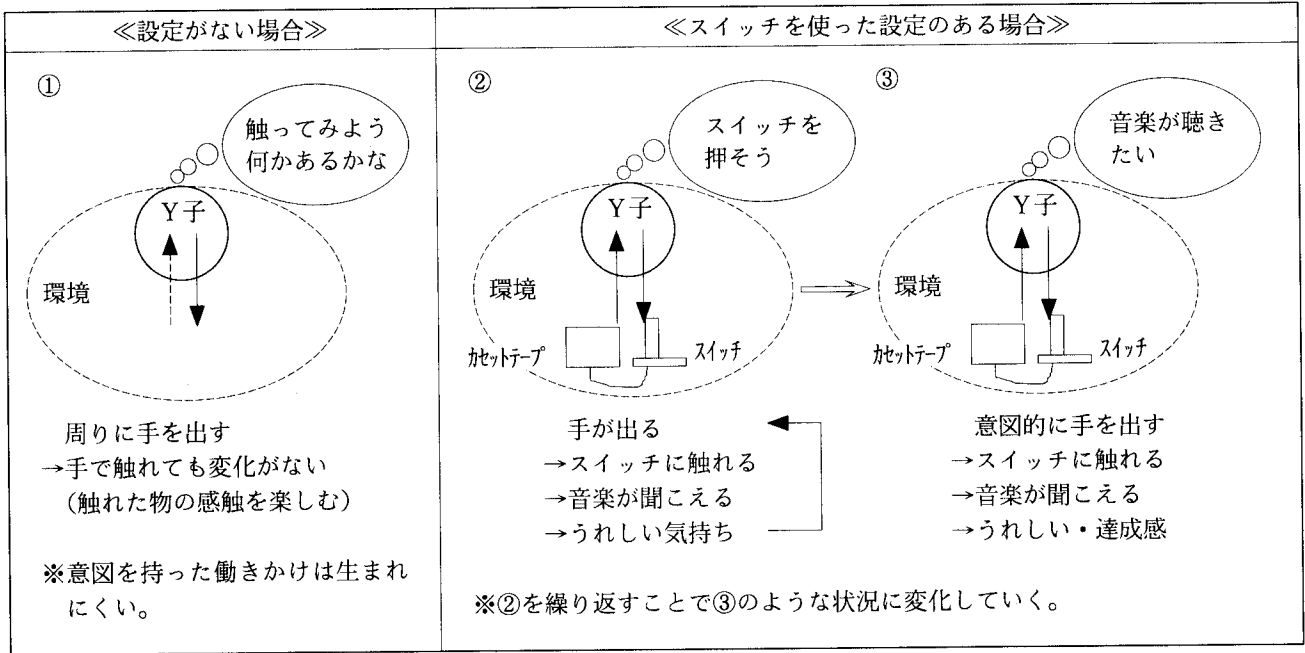 ≪設定がない場合≫
≪スイッチを使った設定のある場合≫
①
触ってみよう
何かあるかな
Y子
環境
周りに手を出す
→手で触れても変化がない
(触れた物の感触を楽しむ)
※意図を持った働きかけは生まれ
にくい。
②
スイッチを
押そう
Y子
環境
カセットテープ
スイッチ
手が出る
→スイッチに触れる
→音楽が聞こえる
→うれしい気持ち
③
音楽が聴き
たい
Y子
環境
カセットテープ
スイッチ
意図的に手を出す
→スイッチに触れる
→音楽が聞こえる
→うれしい・達成感
※②を繰り返すことで③のような状況に変化していく。